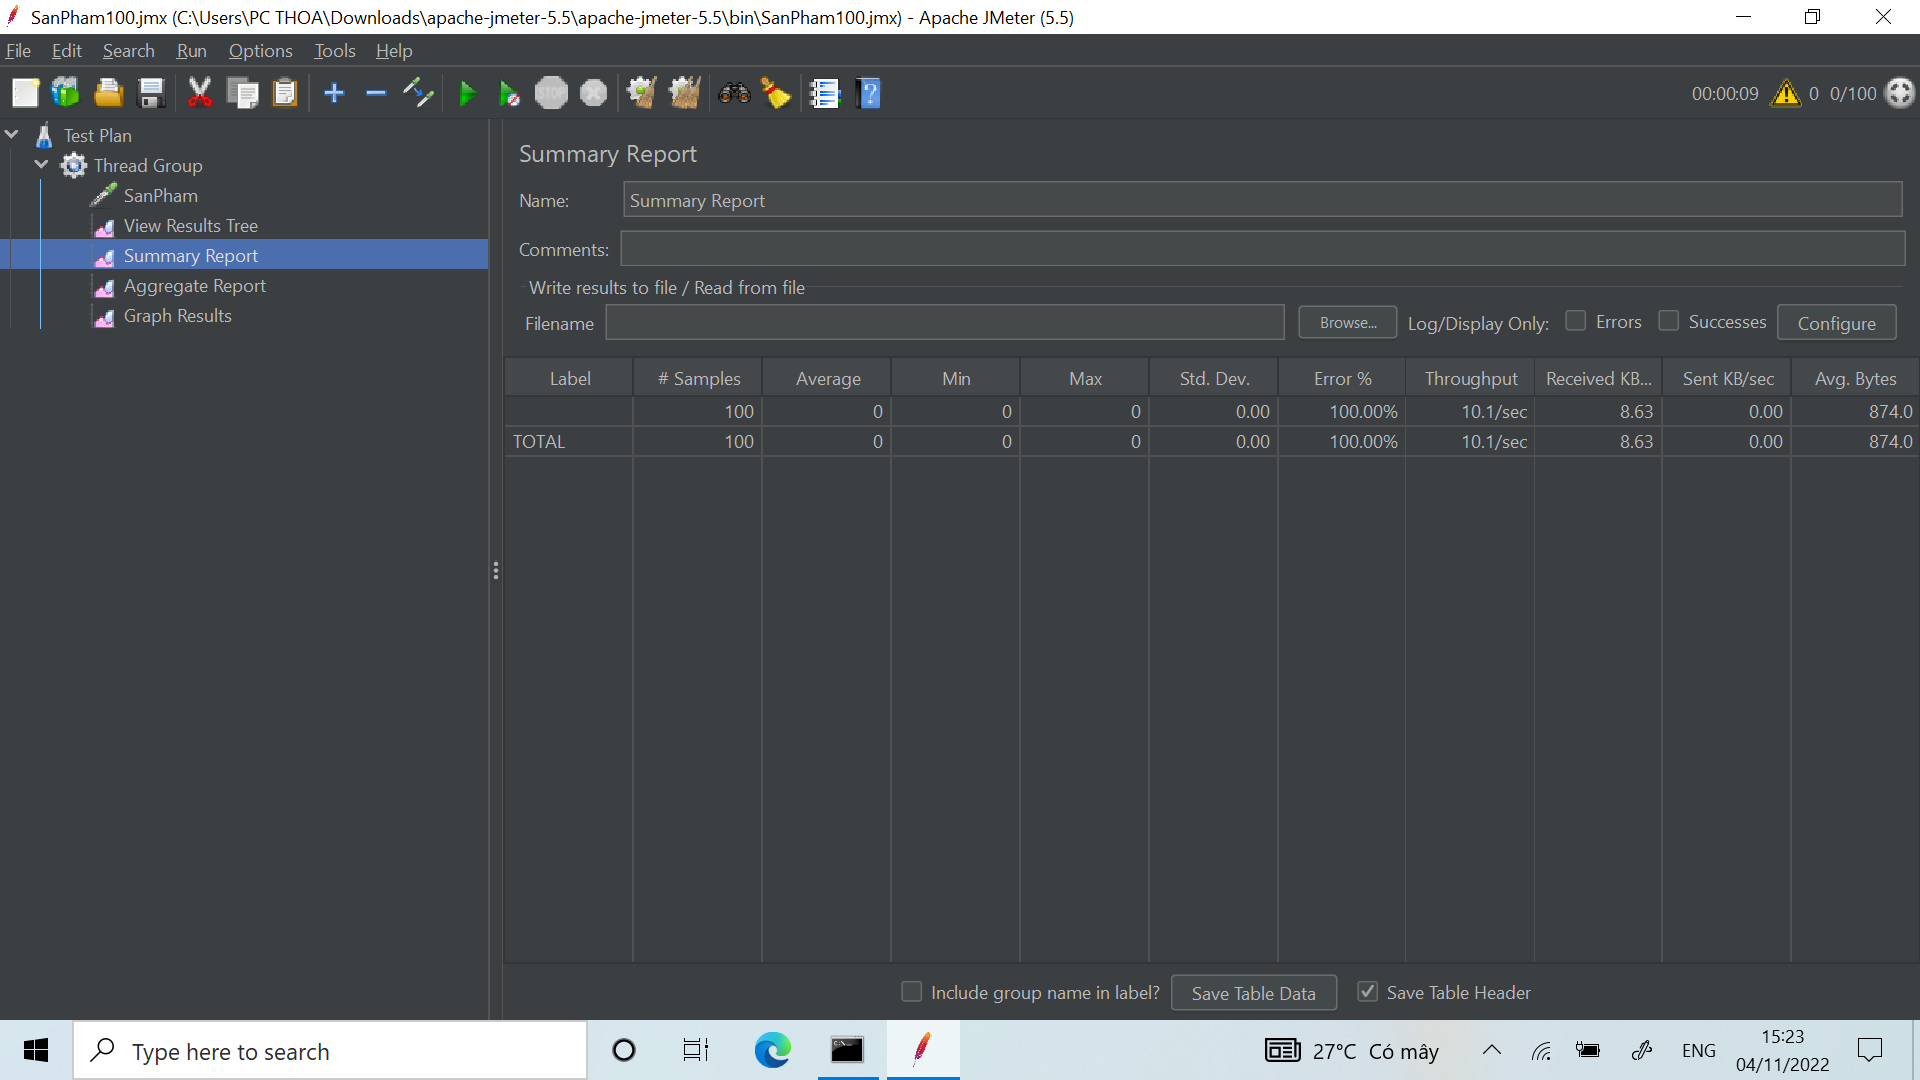 SanPham100.jmx (C:\Users\PC THOA\Downloads\apache-jmeter-5.5\apache-jmeter-5.5\bin\SanPham100.jmx) - Apache JMeter (5.5)
File Edit Search Run Options Tools Help
STOP 00:00:09 0 0/100
Test Plan
Thread Group
SanPham
View Results Tree
Summary Report
Aggregate Report
Graph Results
Summary Report
Name: Summary Report
Comments:
Write results to file / Read from file
Filename Browse... Log/Display Only: Errors Successes Configure
Label # Samples Average Min Max Std. Dev. Error % Throughput Received KB... Sent KB/sec Avg. Bytes
100 0 0 0 0.00 100.00% 10.1/sec 8.63 0.00 874.0
TOTAL 100 0 0 0 0.00 100.00% 10.1/sec 8.63 0.00 874.0
Include group name in label? Save Table Data Save Table Header
Type here to search
27°C Có mây
ENG
15:23
04/11/2022